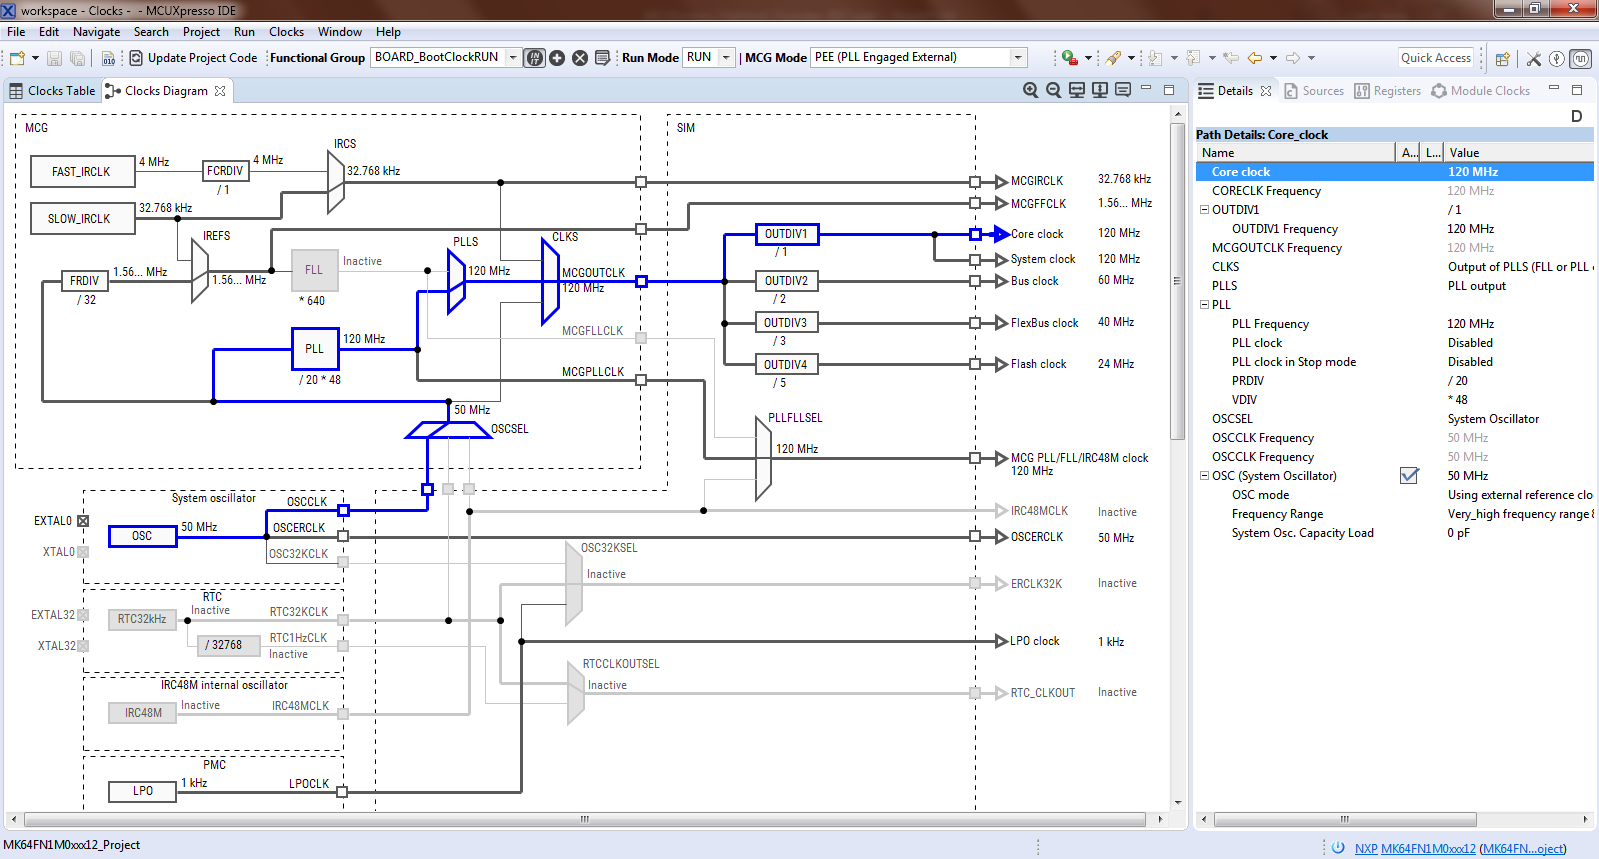 workspace - Clocks - - MCUXpresso IDE
File Edit Navigate Search Project Run Clocks Window Help
Update Project Code Functional Group BOARD_BootClockRUN Run Mode RUN MCG Mode PEE (PLL Engaged External) Quick Access
Clocks Table Clocks Diagram
MCG
FAST_IRCLK 4 MHz FCRDIV / 1 4 MHz IRCS 32.768 kHz
SLOW_IRCLK 32.768 kHz
IREFS
FRDIV / 32 1.56... MHz 1.56... MHz
FLL * 640 Inactive
PLLS 120 MHz
CLKS
MCGOUTCLK
120 MHz
PLL / 20 * 48 120 MHz
MCGFLLCLK
MCGPLLCLK
50 MHz
OSCSEL
SIM
MCGIRCLK 32.768 kHz
MCGFFCLK 1.56... MHz
OUTDIV1 / 1 Core clock 120 MHz
System clock 120 MHz
OUTDIV2 / 2 Bus clock 60 MHz
OUTDIV3 / 3 FlexBus clock 40 MHz
OUTDIV4 / 5 Flash clock 24 MHz
PLLFLLSEL
120 MHz
MCG PLL/FLL/IRC48M clock
120 MHz
IRC48MCLK Inactive
OSCERCLK 50 MHz
System oscillator
EXTAL0
XTAL0
OSC 50 MHz
OSCCLK
OSCERCLK
OSC32KCLK
OSC32KSEL
Inactive
ERCLK32K Inactive
RTC
EXTAL32
XTAL32
RTC32kHz Inactive RTC32KCLK
/ 32768 RTC1HzCLK
Inactive
LPO clock 1 kHz
RTCCLKOUTSEL
Inactive
RTC_CLKOUT Inactive
IRC48M internal oscillator
IRC48M Inactive IRC48MCLK
PMC
LPO 1 kHz LPOCLK
Details Sources Registers Module Clocks
D
Path Details: Core_clock
Name A... L... Value
Core clock 120 MHz
CORECLK Frequency 120 MHz
OUTDIV1 / 1
OUTDIV1 Frequency 120 MHz
MCGOUTCLK Frequency 120 MHz
CLKS Output of PLLS (FLL or PLL
PLLS PLL output
PLL
PLL Frequency 120 MHz
PLL clock Disabled
PLL clock in Stop mode Disabled
PRDIV / 20
VDIV * 48
OSCSEL System Oscillator
OSCCLK Frequency 50 MHz
OSCCLK Frequency 50 MHz
OSC (System Oscillator) 50 MHz
OSC mode Using external reference clo
Frequency Range Very_high frequency range 8
System Osc. Capacity Load 0 pF
MK64FN1M0xxx12_Project
NXP MK64FN1M0xxx12 (MK64FN...oject)